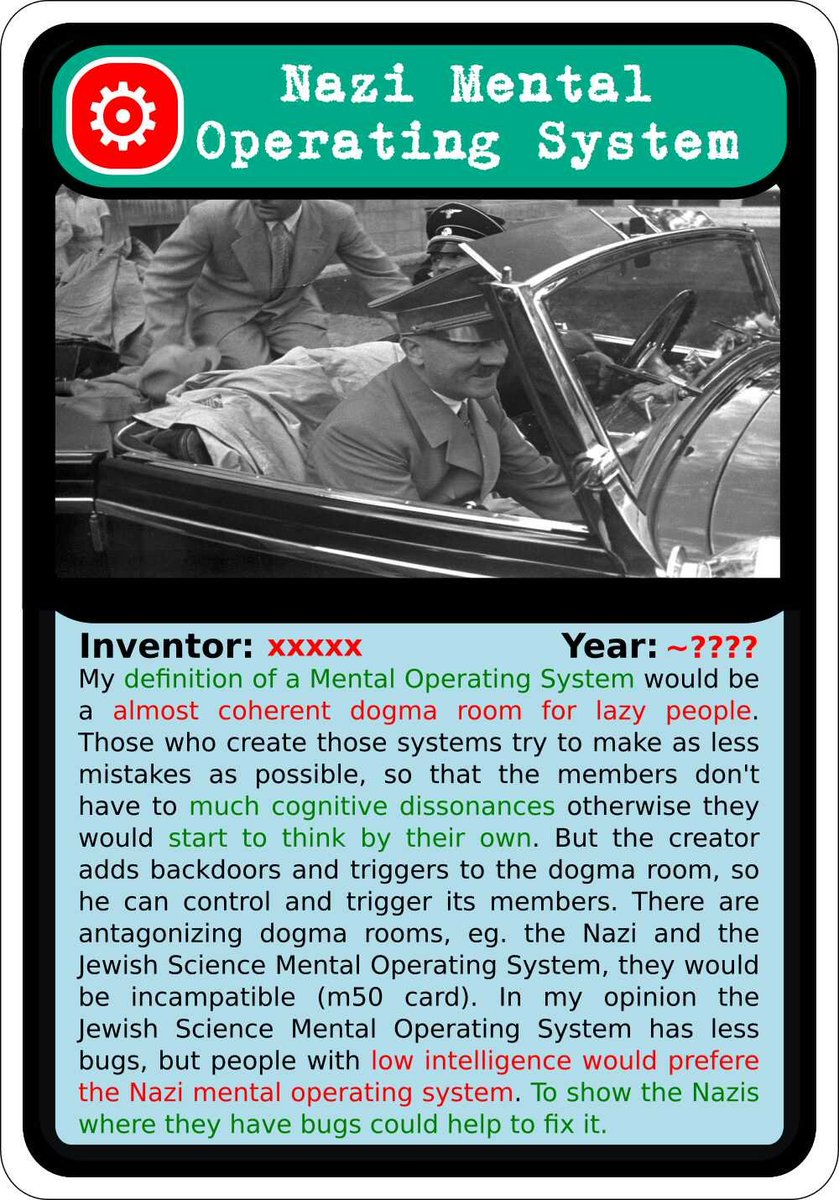 Nazi Mental
Operating System
Inventor: xxxxx Year: ~????
My definition of a Mental Operating System would be
a almost coherent dogma room for lazy people.
Those who create those systems try to make as less
mistakes as possible, so that the members don't
have to much cognitive dissonances otherwise they
would start to think by their own. But the creator
adds backdoors and triggers to the dogma room, so
he can control and trigger its members. There are
antagonizing dogma rooms, eg. the Nazi and the
Jewish Science Mental Operating System, they would
be incampatible (m50 card). In my opinion the
Jewish Science Mental Operating System has less
bugs, but people with low intelligence would prefere
the Nazi mental operating system. To show the Nazis
where they have bugs could help to fix it.